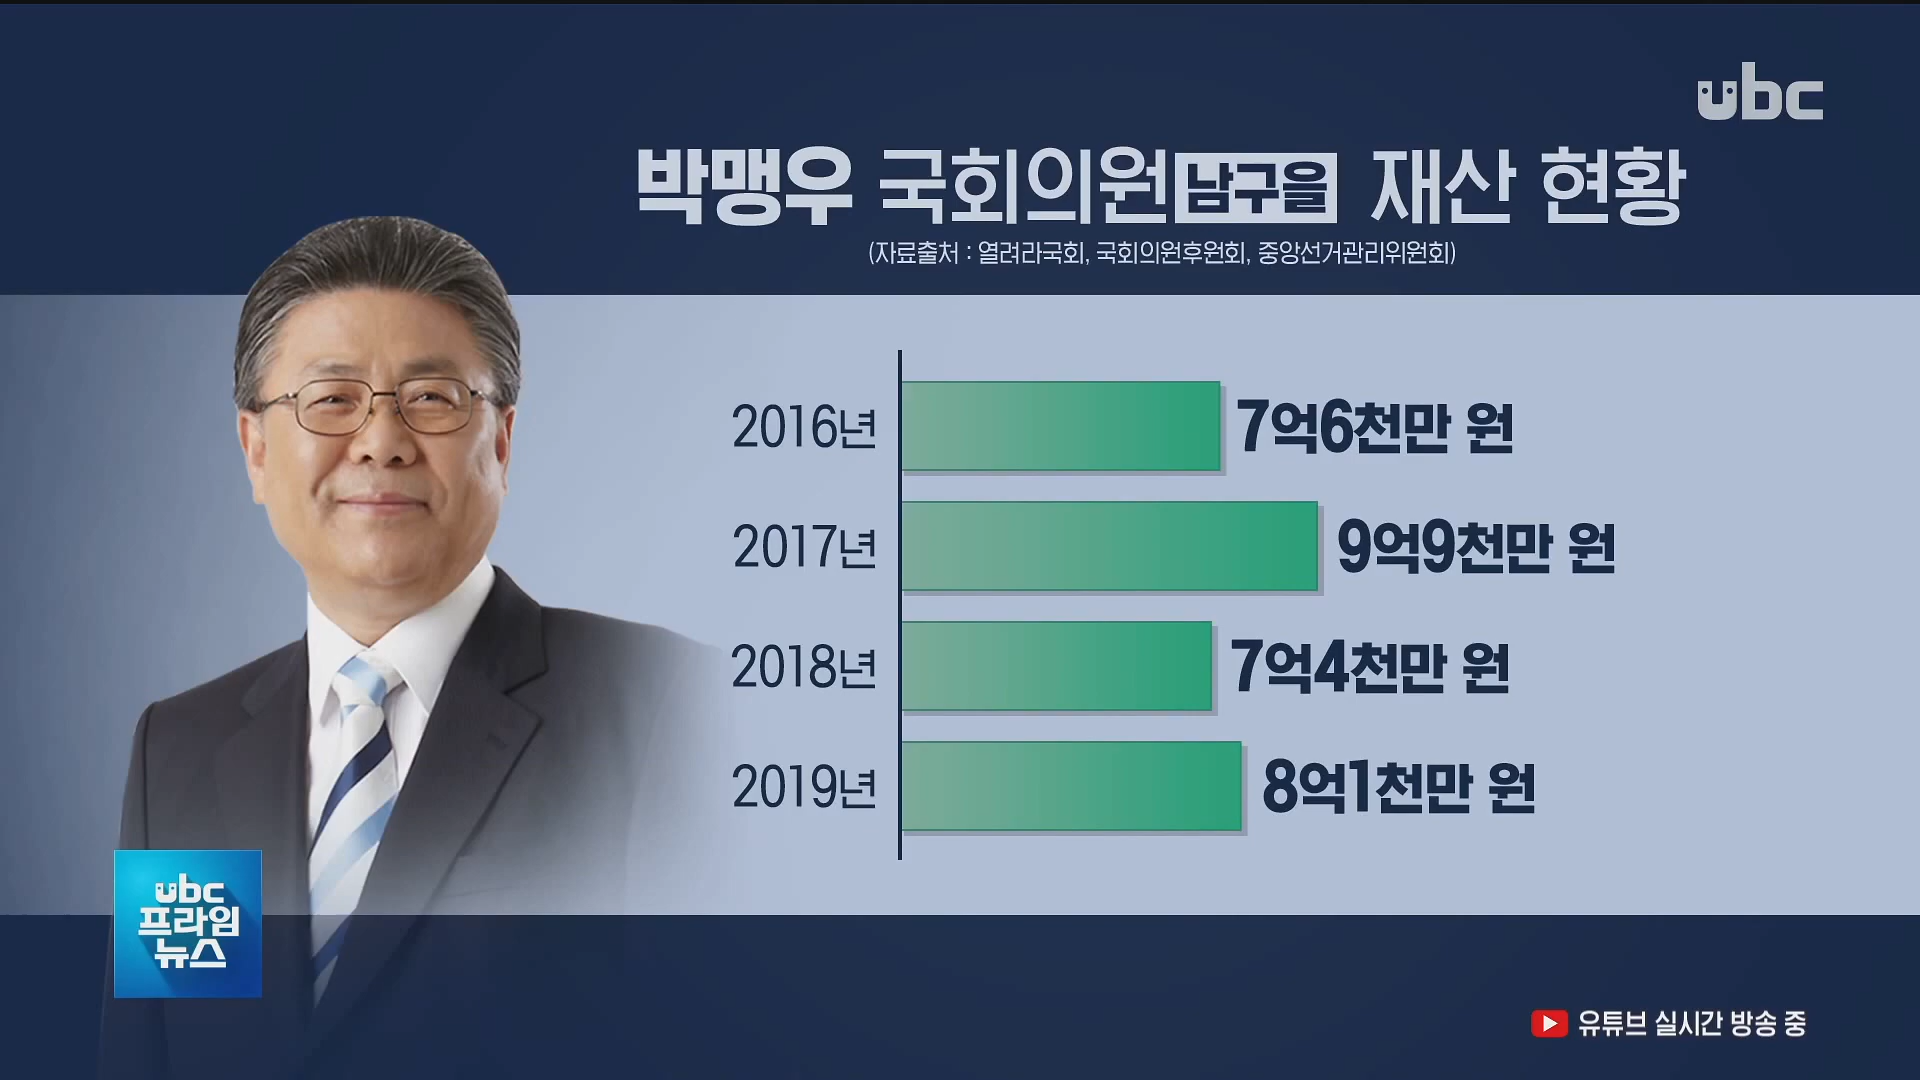 ubc
박맹우 국회의원 남구을 재산 현황
(자료출처 : 열려라국회, 국회의원후원회, 중앙선거관리위원회)
2016년 7억6천만 원
2017년 9억9천만 원
2018년 7억4천만 원
2019년 8억1천만 원
ubc
프라임
뉴스
유튜브 실시간 방송 중